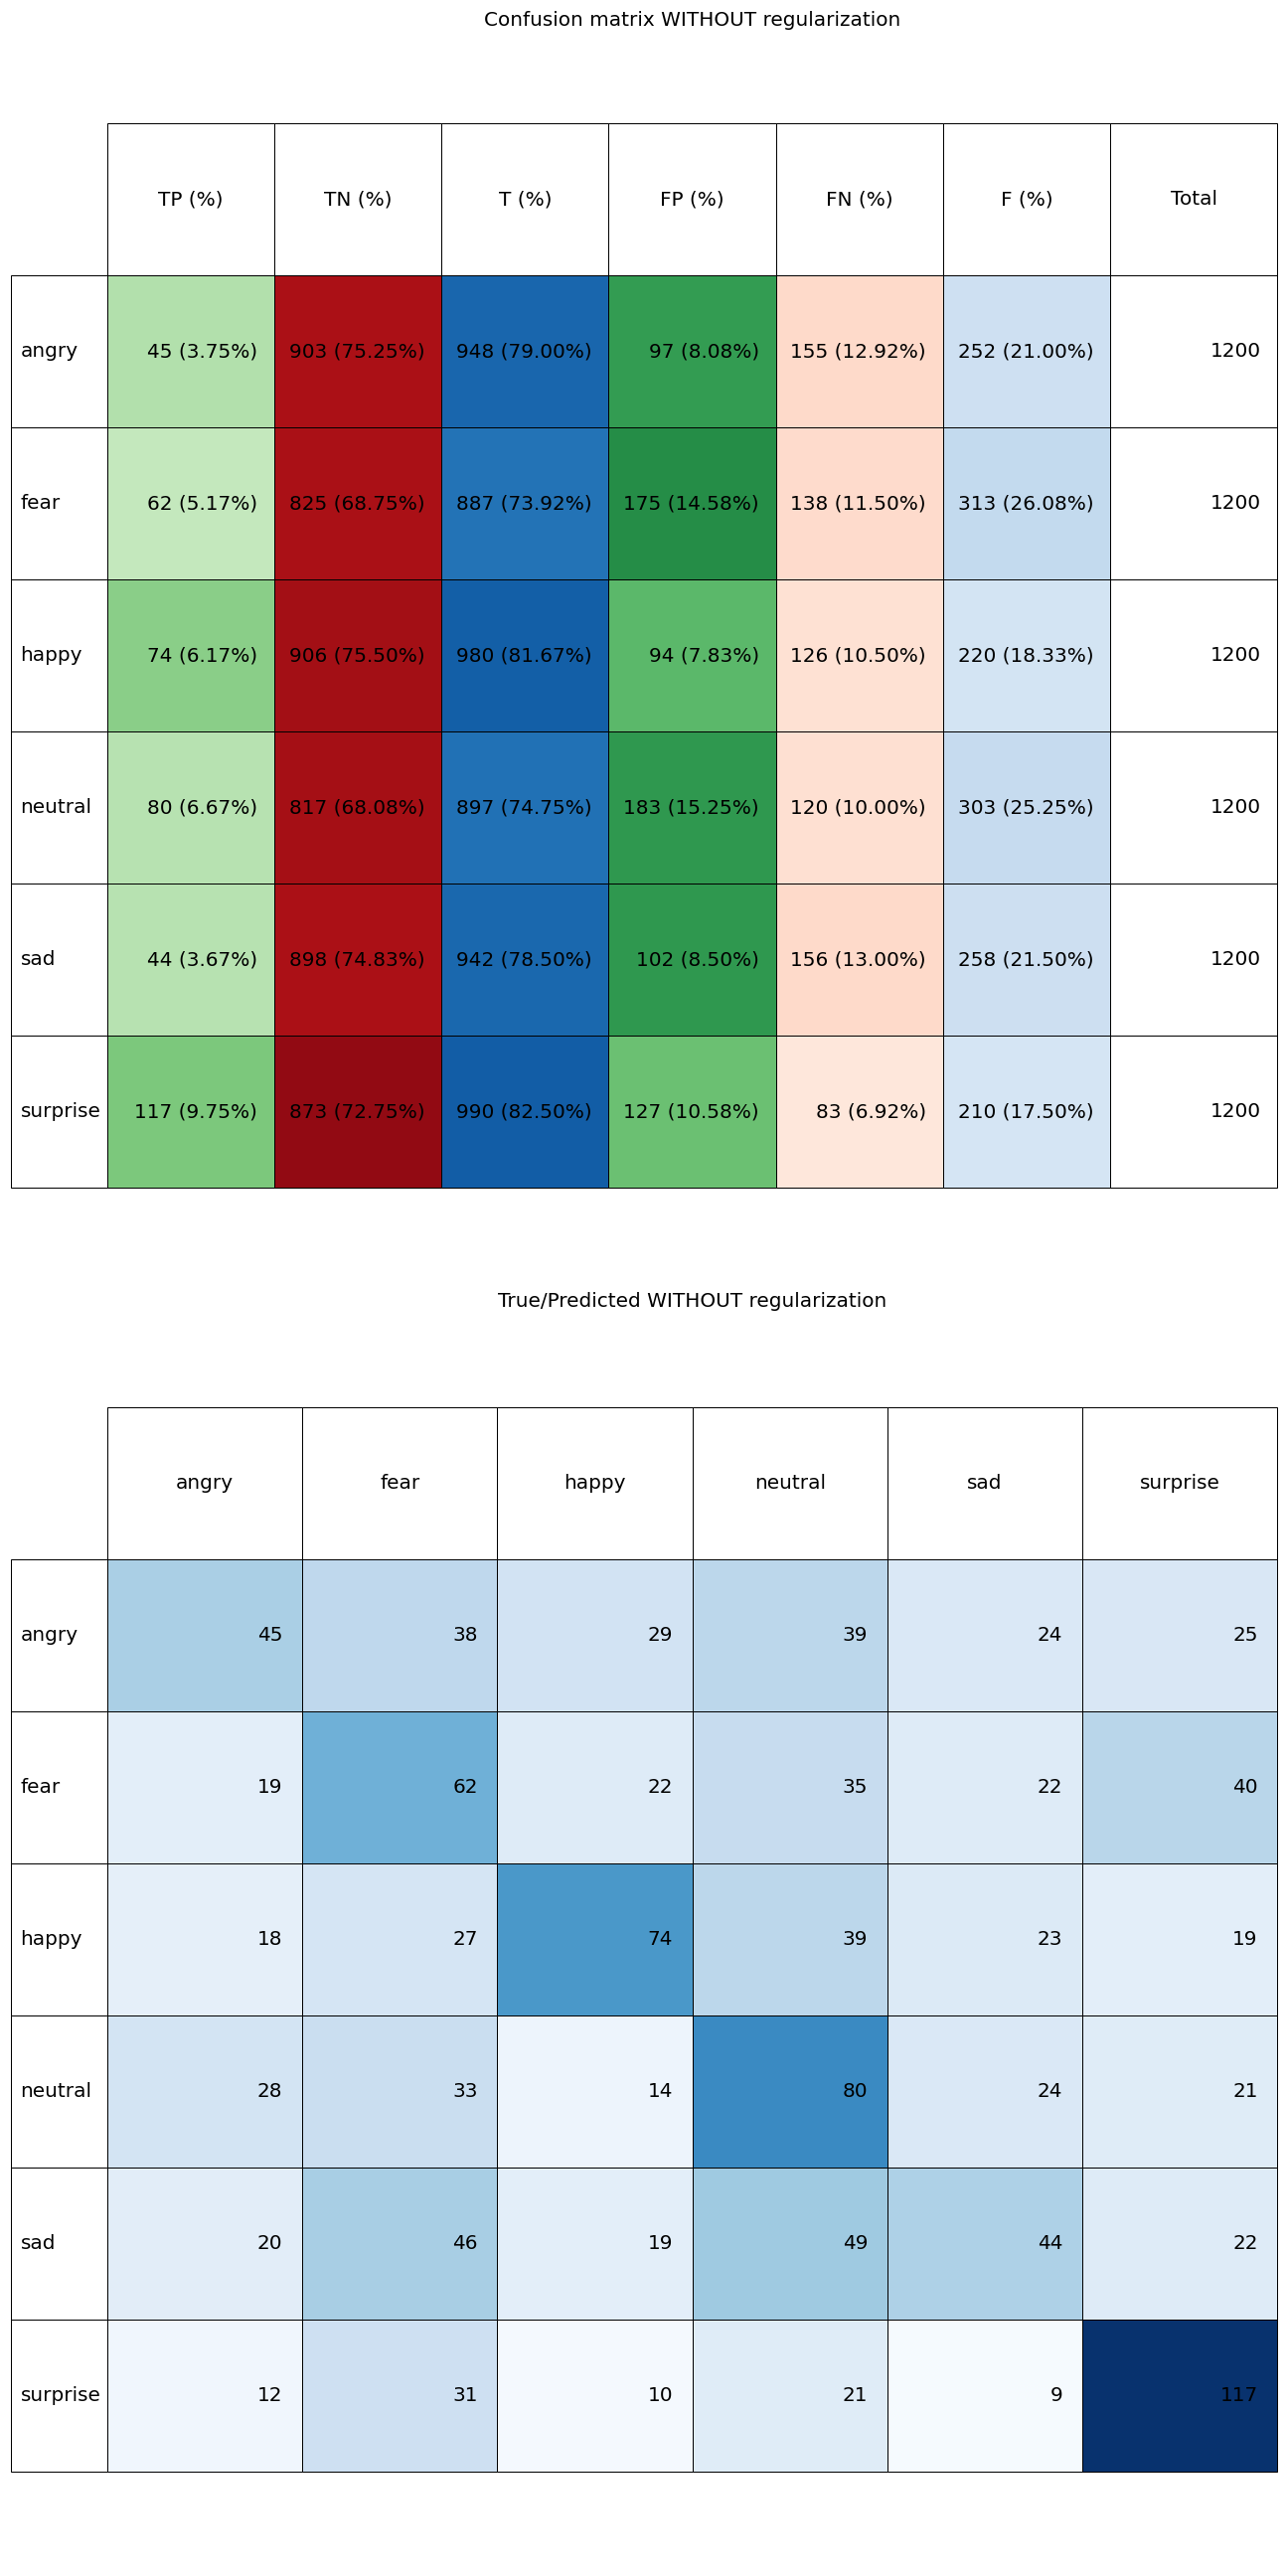 Confusion matrix WITHOUT regularization
TP (%) TN (%) T (%) FP (%) FN (%) F (%) Total
angry 45 (3.75%) 903 (75.25%) 948 (79.00%) 97 (8.08%) 155 (12.92%) 252 (21.00%) 1200
fear 62 (5.17%) 825 (68.75%) 887 (73.92%) 175 (14.58%) 138 (11.50%) 313 (26.08%) 1200
happy 74 (6.17%) 906 (75.50%) 980 (81.67%) 94 (7.83%) 126 (10.50%) 220 (18.33%) 1200
neutral 80 (6.67%) 817 (68.08%) 897 (74.75%) 183 (15.25%) 120 (10.00%) 303 (25.25%) 1200
sad 44 (3.67%) 898 (74.83%) 942 (78.50%) 102 (8.50%) 156 (13.00%) 258 (21.50%) 1200
surprise 117 (9.75%) 873 (72.75%) 990 (82.50%) 127 (10.58%) 83 (6.92%) 210 (17.50%) 1200
True/Predicted WITHOUT regularization
angry fear happy neutral sad surprise
angry 45 38 29 39 24 25
fear 19 62 22 35 22 40
happy 18 27 74 39 23 19
neutral 28 33 14 80 24 21
sad 20 46 19 49 44 22
surprise 12 31 10 21 9 117